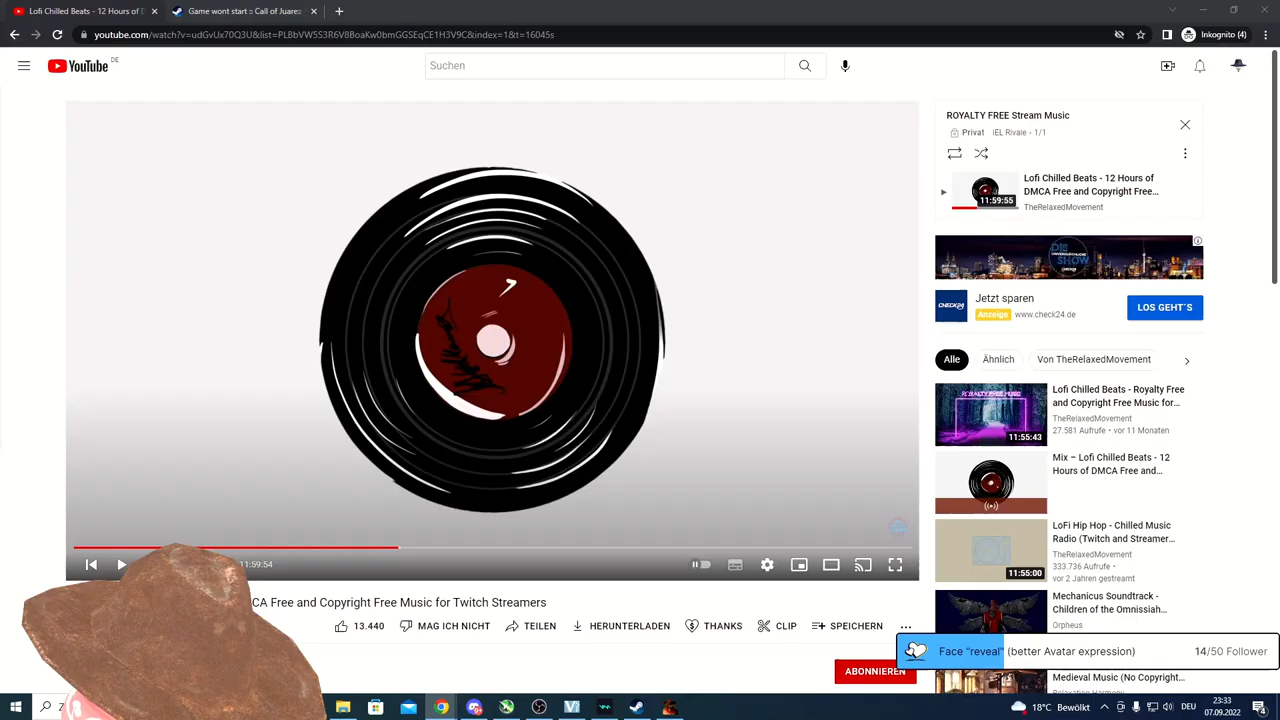 Lofi Chilled Beats - 12 Hours of D
Game wont start = Call of Juarez
youtube.com/watch?v=udGvUx70Q3U&list=PLBbVW5S3R6V8BoaKw0bmGGSEqCE1H3V9C&index=1&t=16045s
Inkognito (4)
YouTube DE
Suchen
ROYALTY FREE Stream Music
Privat iEL Rivale - 1/1
Lofi Chilled Beats - 12 Hours of
DMCA Free and Copyright Free…
11:59:55
TheRelaxedMovement
DIE
SHOW
CHECK24
Jetzt sparen
Anzeige www.check24.de
LOS GEHT´S
Alle
Ähnlich
Von TheRelaxedMovement
ROYALTY FREE MUSIC
11:55:43
Lofi Chilled Beats - Royalty Free
and Copyright Free Music for…
TheRelaxedMovement
27.581 Aufrufe • vor 11 Monaten
Mix – Lofi Chilled Beats - 12
Hours of DMCA Free and…
LoFi Hip Hop - Chilled Music
Radio (Twitch and Streamer…
TheRelaxedMovement
333.736 Aufrufe •
vor 2 Jahren gestreamt
11:55:00
Mechanicus Soundtrack -
Children of the Omnissiah…
Orpheus
11:59:54
CA Free and Copyright Free Music for Twitch Streamers
13.440
MAG ICH NICHT
TEILEN
HERUNTERLADEN
THANKS
CLIP
SPEICHERN
ABONNIEREN
Face "reveal" (better Avatar expression)
14/50 Follower
Medieval Music (No Copyright…
Relaxation Harmony
Z
18°C Bewölkt
DEU
23:33
07.09.2022